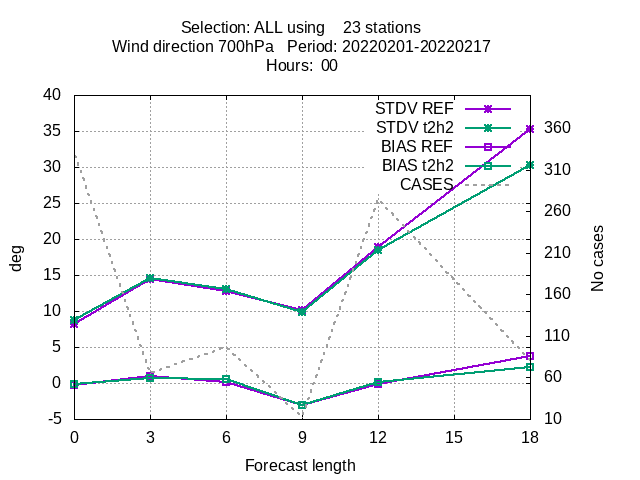 Selection: ALL using    23 stations
Wind direction 700hPa   Period: 20220201-20220217
Hours:  00
STDV REF
STDV t2h2
BIAS REF
BIAS t2h2
CASES
40
35
30
25
20
15
10
5
0
-5
deg
360
310
260
210
160
110
60
10
No cases
0 3 6 9 12 15 18
Forecast length